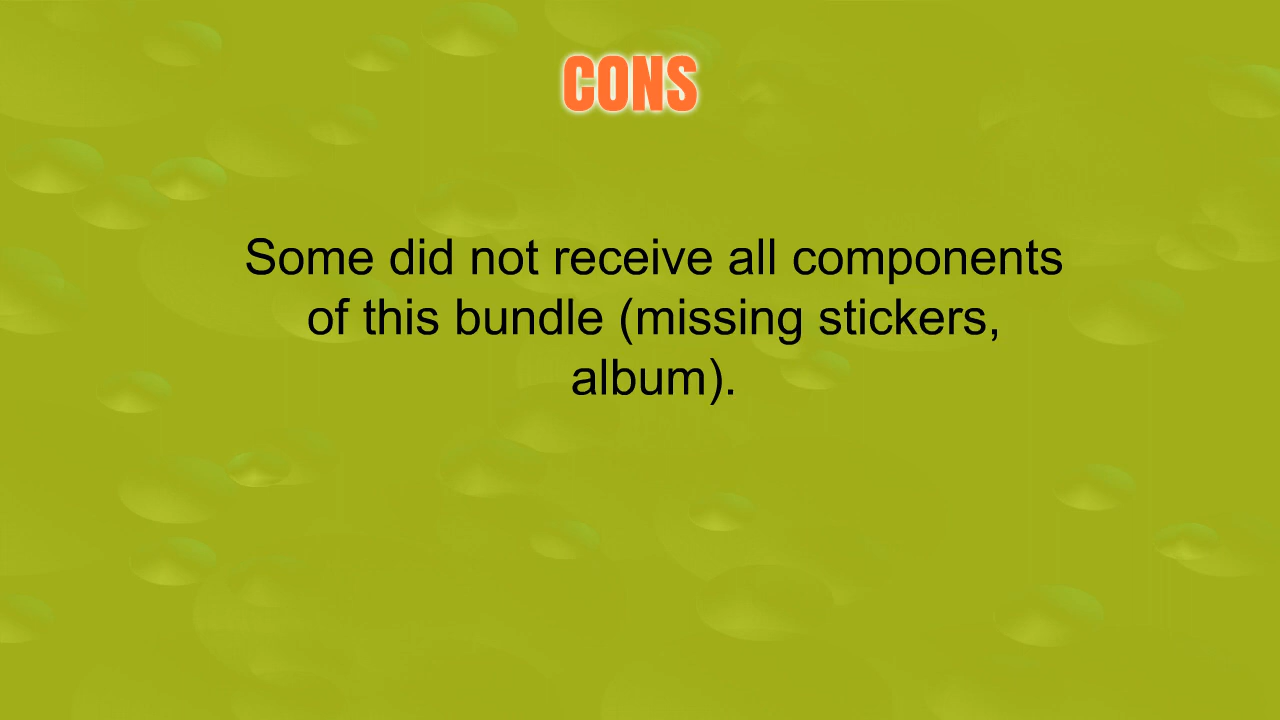 CONS
Some did not receive all components
of this bundle (missing stickers,
album).